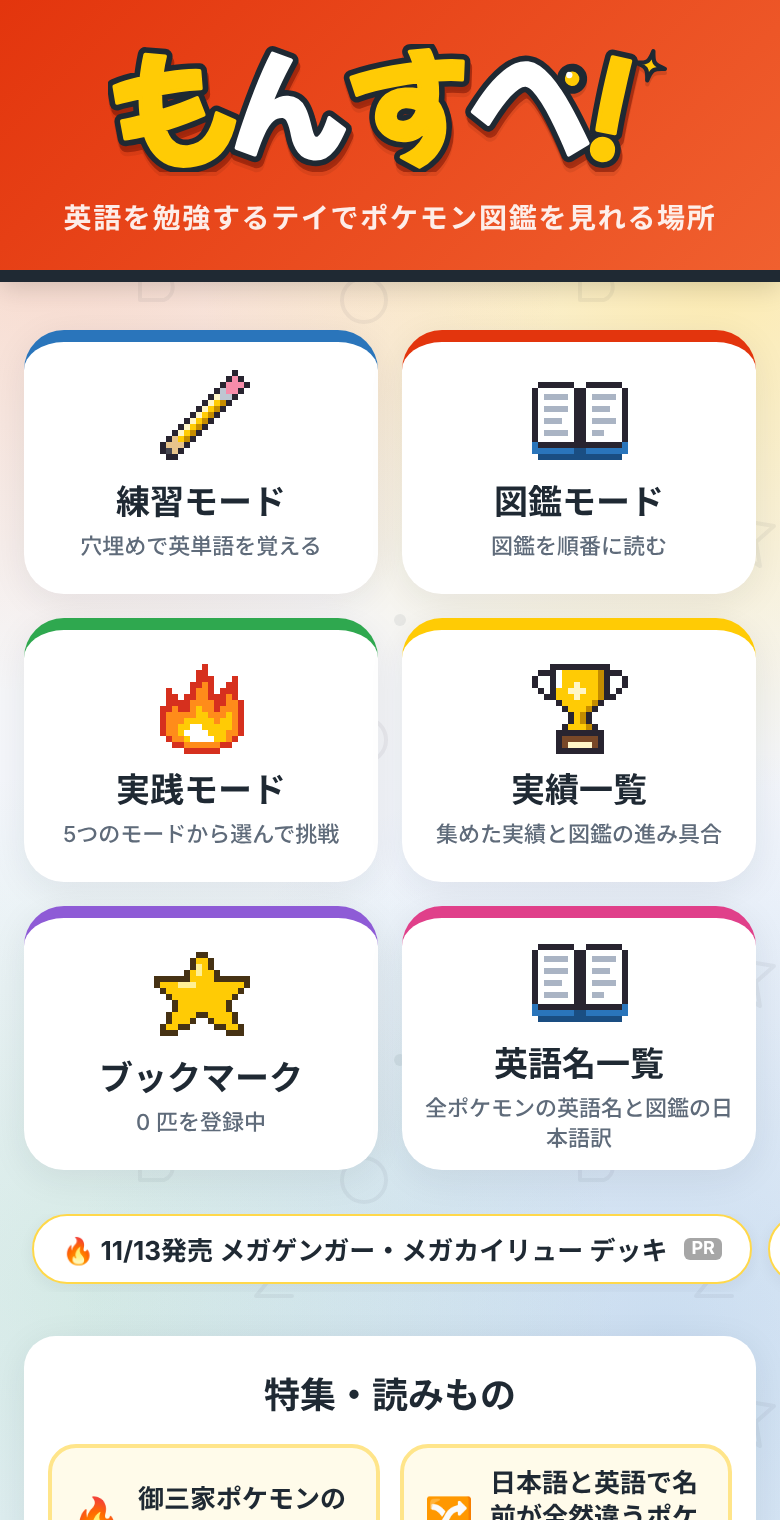 もんすぺ!
英語を勉強するテイでポケモン図鑑を見れる場所
練習モード
穴埋めで英単語を覚える
図鑑モード
図鑑を順番に読む
実践モード
5つのモードから選んで挑戦
実績一覧
集めた実績と図鑑の進み具合
ブックマーク
0 匹を登録中
英語名一覧
全ポケモンの英語名と図鑑の日
本語訳
🔥 11/13発売 メガゲンガー・メガカイリュー デッキ PR
特集・読みもの
御三家ポケモンの
日本語と英語で名
前が全然違うポケ